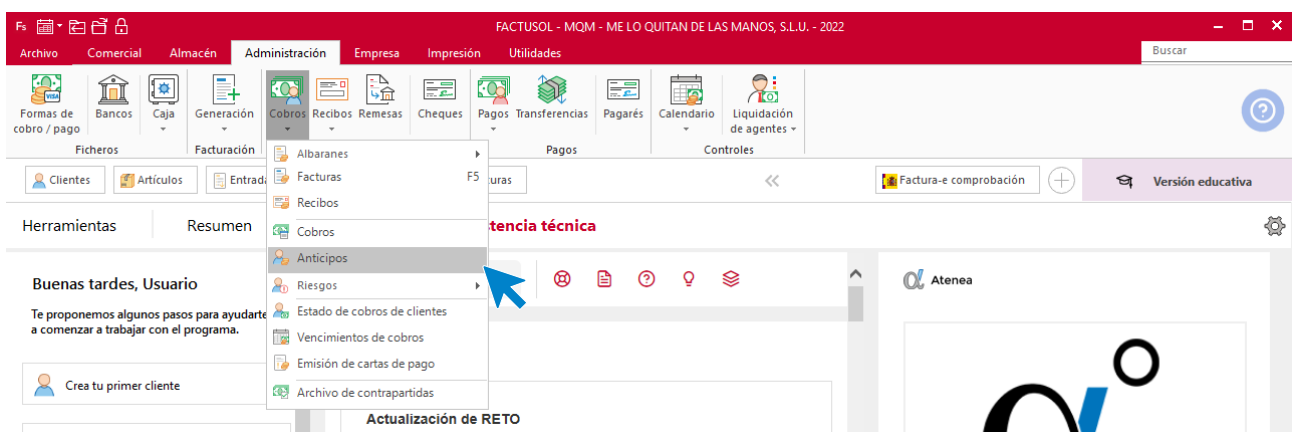 Fs
FACTUSOL - MQM - ME LO QUITAN DE LAS MANOS, S.L.U. - 2022
Archivo Comercial Almacén Administración Empresa Impresión Utilidades Buscar
Formas de cobro / pago
Bancos
Caja
Generación
Cobros
Recibos
Remesas
Cheques
Pagos
Transferencias
Pagarés
Calendario
Liquidación de agentes
Ficheros
Facturación
Pagos
Controles
Clientes
Artículos
Factura-e comprobación
Versión educativa
Herramientas
Resumen
Albaranes
Facturas F5
Recibos
Cobros
Anticipos
Riesgos
Estado de cobros de clientes
Vencimientos de cobros
Emisión de cartas de pago
Archivo de contrapartidas
técnica
Buenas tardes, Usuario
Te proponemos algunos pasos para
a comenzar a trabajar con el programa.
Crea tu primer cliente
Actualización de RETO
Atenea